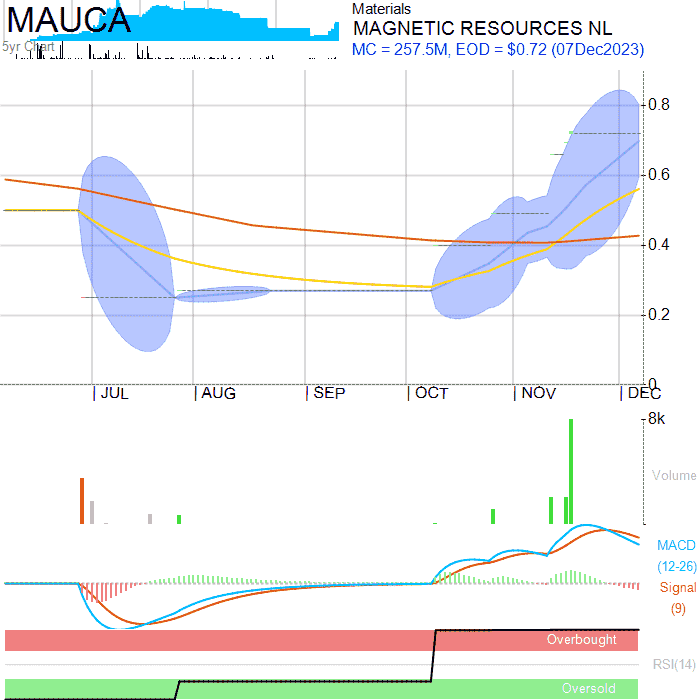 MAUCA
5yr Chart
Materials
MAGNETIC RESOURCES NL
MC = 257.5M, EOD = $0.72 (07Dec2023)
0.8
0.6
0.4
0.2
0
JUL AUG SEP OCT NOV DEC
8k
Volume
MACD
(12-26)
Signal
(9)
Overbought
RSI(14)
Oversold